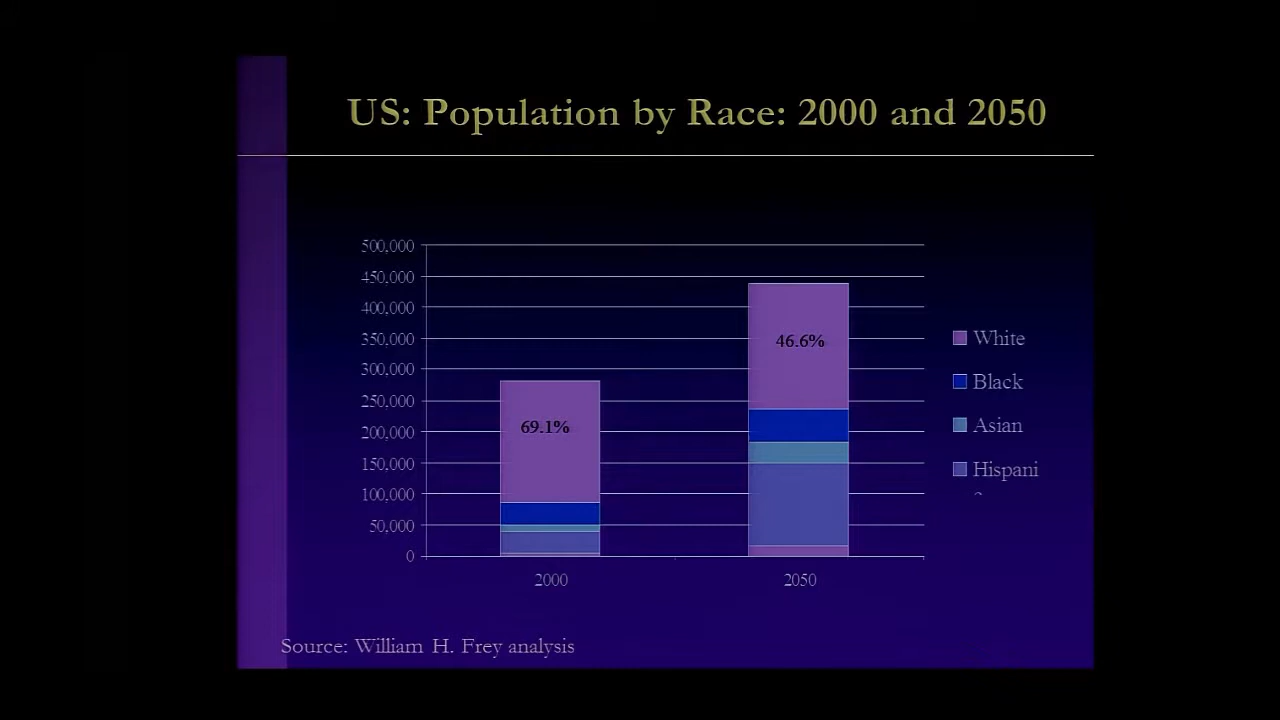 US: Population by Race: 2000 and 2050
500,000
450,000
400,000
350,000
300,000
250,000
200,000
150,000
100,000
50,000
0
69.1%
46.6%
2000
2050
White
Black
Asian
Hispani
Source: William H. Frey analysis